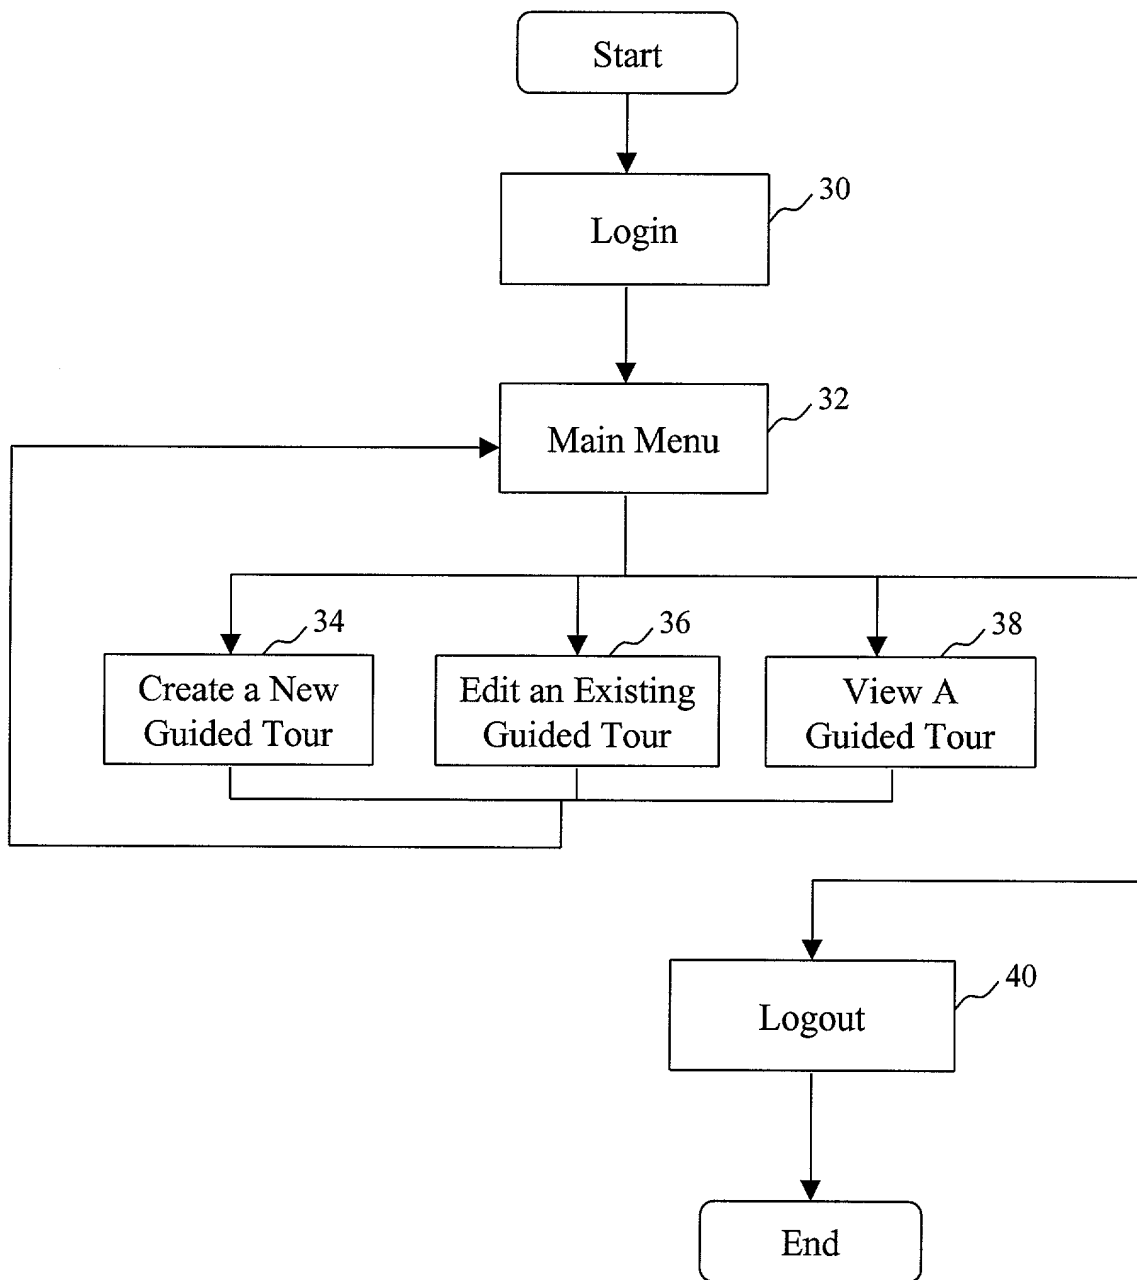 Start
30
Login
32
Main Menu
34
36
38
Create a New
Guided Tour
Edit an Existing
Guided Tour
View A
Guided Tour
40
Logout
End